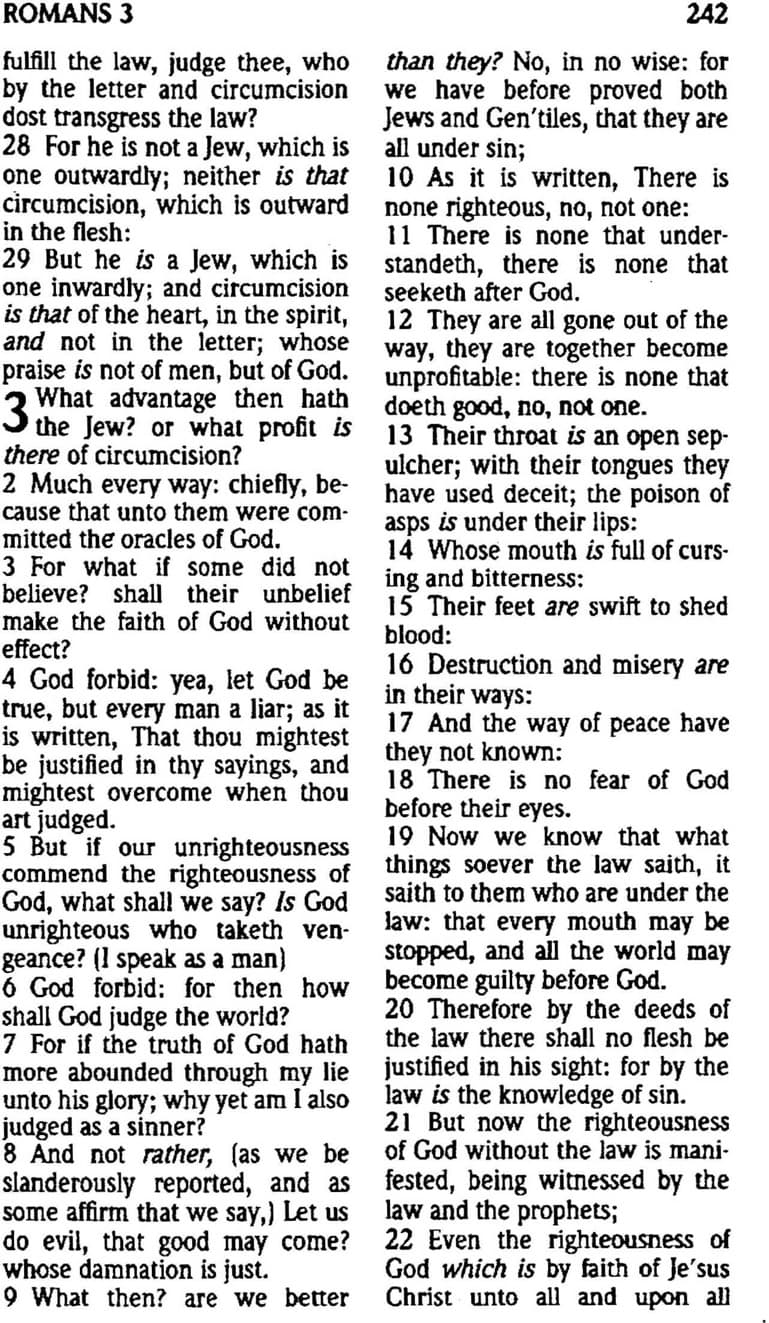 ROMANS 3
242
fulfill the law, judge thee, who
by the letter and circumcision
dost transgress the law?
28 For he is not a Jew, which is
one outwardly; neither is that
circumcision, which is outward
in the flesh:
29 But he is a Jew, which is
one inwardly; and circumcision
is that of the heart, in the spirit,
and not in the letter; whose
praise is not of men, but of God.
3 What advantage then hath
the Jew? or what profit is
there of circumcision?
2 Much every way: chiefly, be-
cause that unto them were com-
mitted the oracles of God.
3 For what if some did not
believe? shall their unbelief
make the faith of God without
effect?
4 God forbid: yea, let God be
true, but every man a liar; as it
is written, That thou mightest
be justified in thy sayings, and
mightest overcome when thou
art judged.
5 But if our unrighteousness
commend the righteousness of
God, what shall we say? Is God
unrighteous who taketh ven-
geance? (I speak as a man)
6 God forbid: for then how
shall God judge the world?
7 For if the truth of God hath
more abounded through my lie
unto his glory; why yet am I also
judged as a sinner?
8 And not rather, (as we be
slanderously reported, and as
some affirm that we say,) Let us
do evil, that good may come?
whose damnation is just.
9 What then? are we better
than they? No, in no wise: for
we have before proved both
Jews and Gen'tiles, that they are
all under sin;
10 As it is written, There is
none righteous, no, not one:
11 There is none that under-
standeth, there is none that
seeketh after God.
12 They are all gone out of the
way, they are together become
unprofitable: there is none that
doeth good, no, not one.
13 Their throat is an open sep-
ulcher; with their tongues they
have used deceit; the poison of
asps is under their lips:
14 Whose mouth is full of curs-
ing and bitterness:
15 Their feet are swift to shed
blood:
16 Destruction and misery are
in their ways:
17 And the way of peace have
they not known:
18 There is no fear of God
before their eyes.
19 Now we know that what
things soever the law saith, it
saith to them who are under the
law: that every mouth may be
stopped, and all the world may
become guilty before God.
20 Therefore by the deeds of
the law there shall no flesh be
justified in his sight: for by the
law is the knowledge of sin.
21 But now the righteousness
of God without the law is mani-
fested, being witnessed by the
law and the prophets;
22 Even the righteousness of
God which is by faith of Je'sus
Christ unto all and upon all